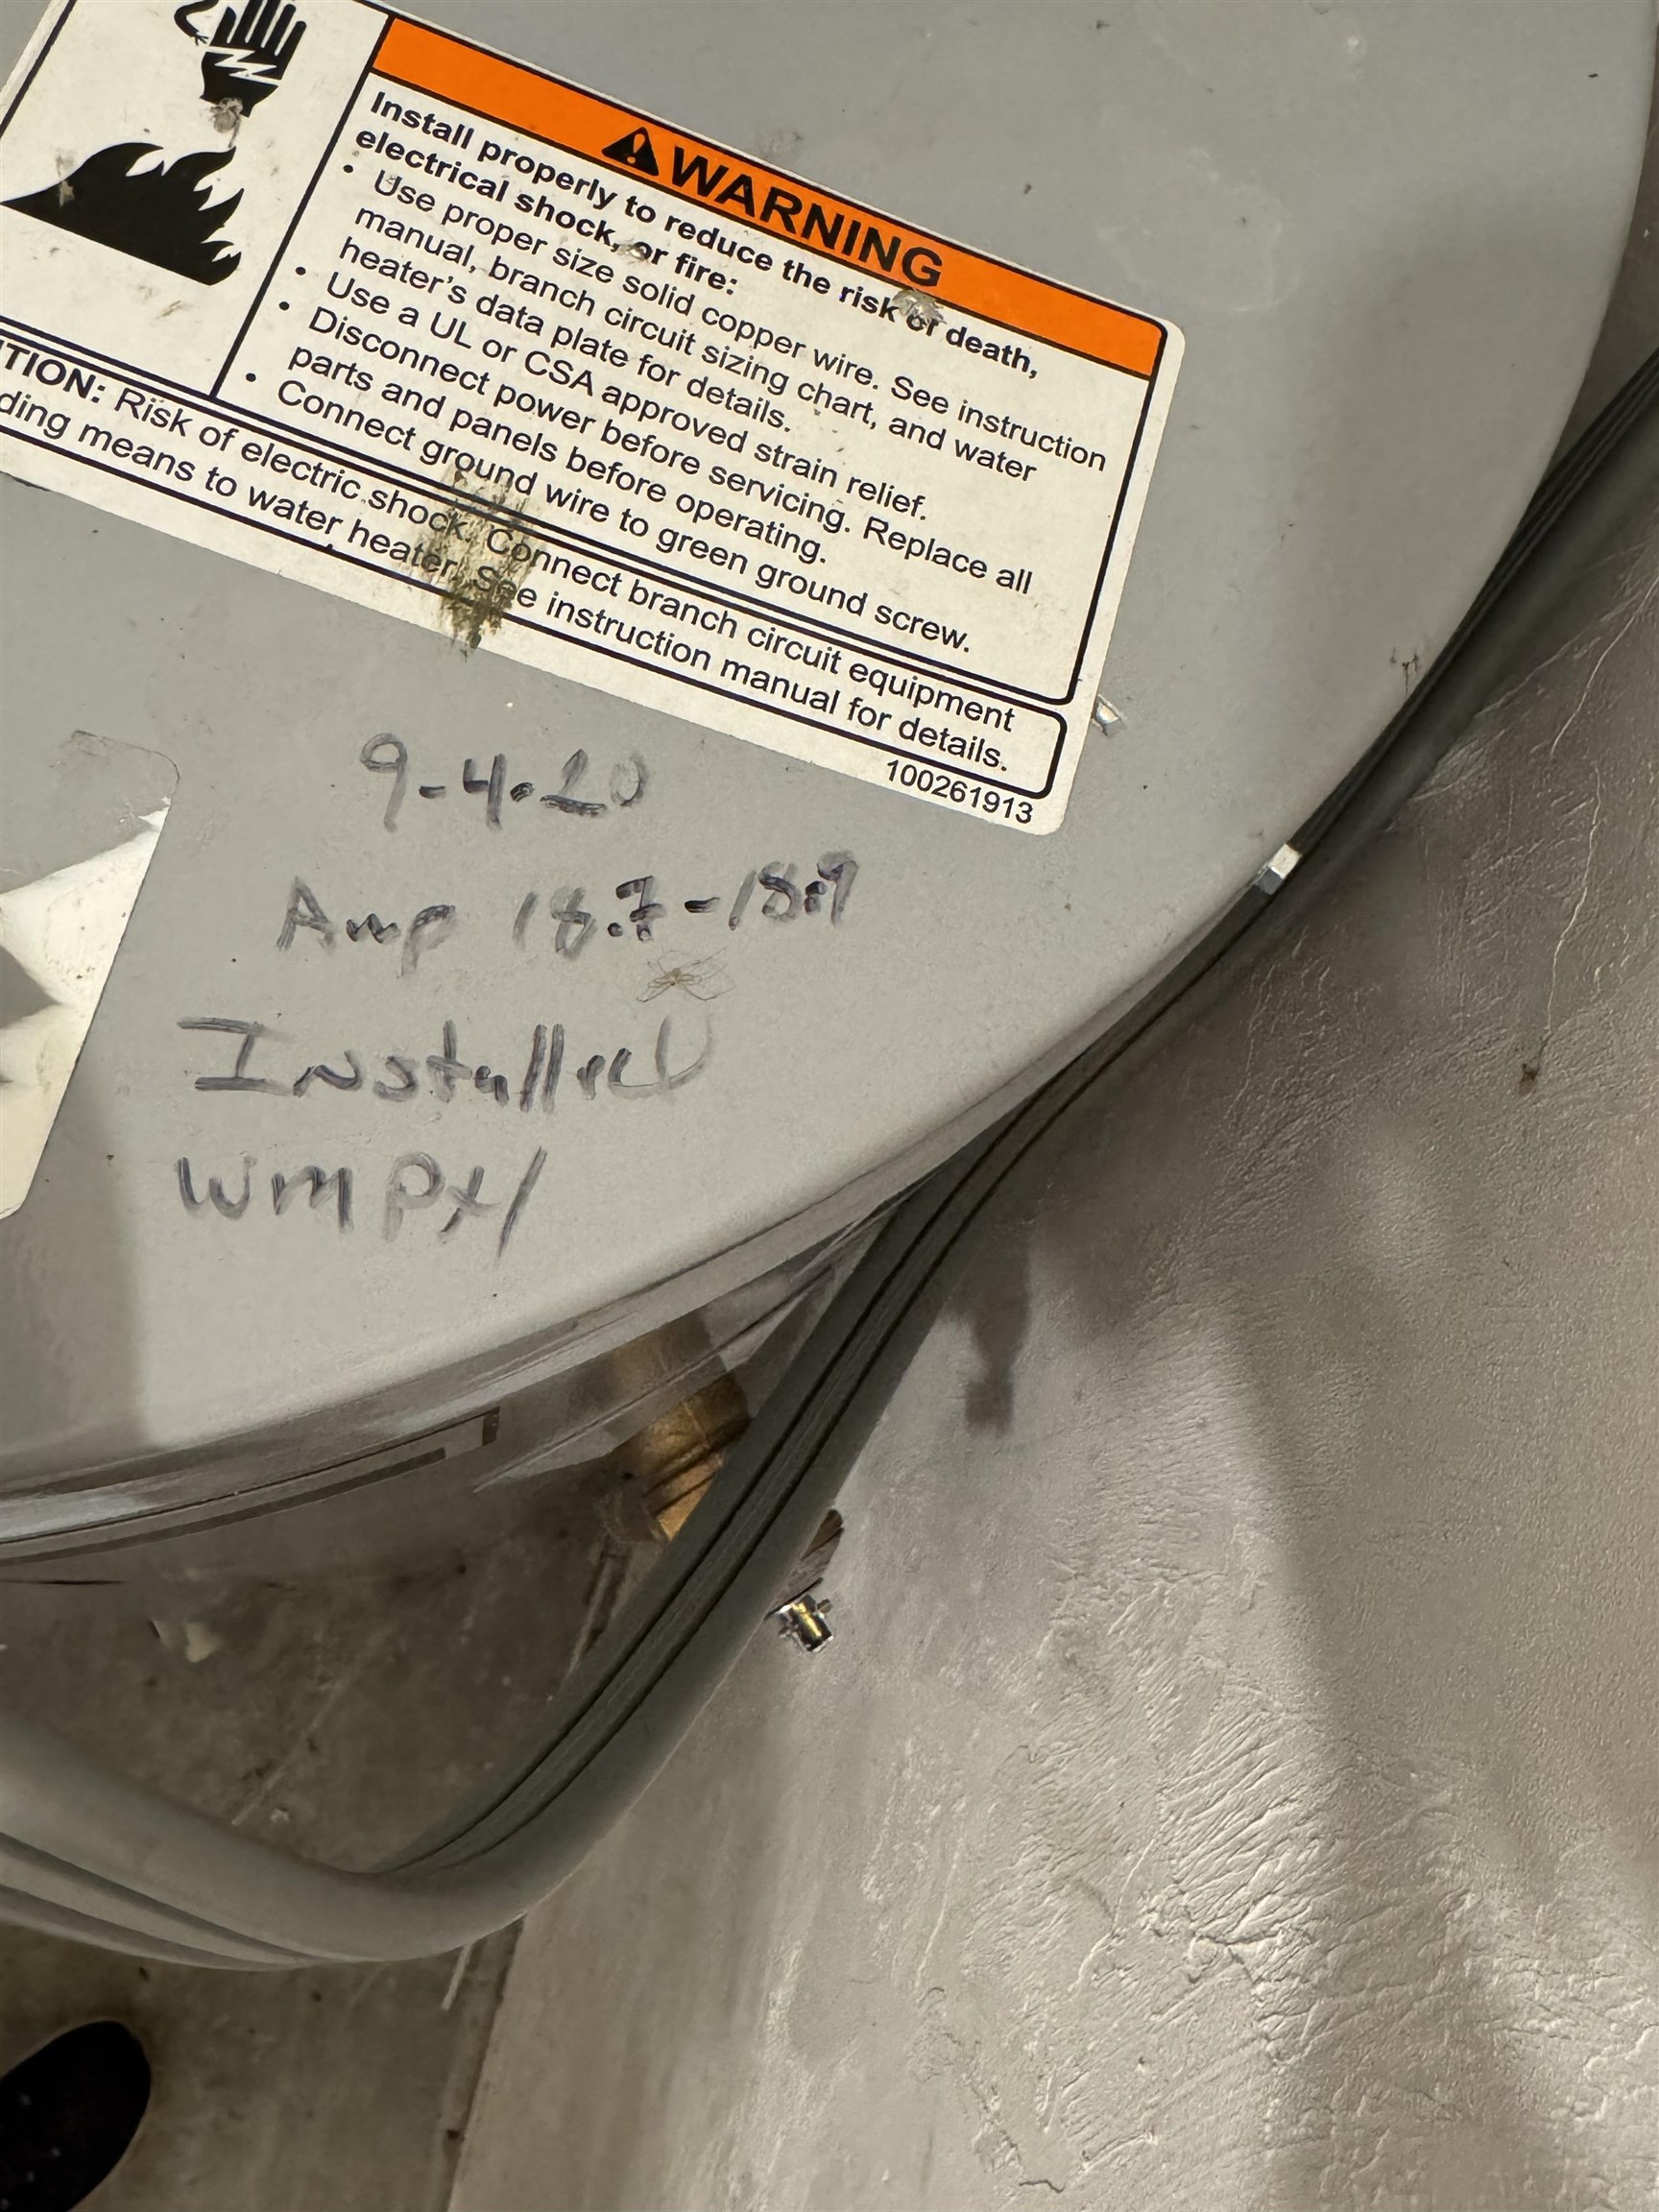 WARNING
Install properly to reduce the risk of death,
electrical shock, or fire:
• Use proper size solid copper wire. See instruction
manual, branch circuit sizing chart, and water
heater's data plate for details.
• Use a UL or CSA approved strain relief.
• Disconnect power before servicing. Replace all
parts and panels before operating.
• Connect ground wire to green ground screw.
TION: Risk of electric shock. Connect branch circuit equipment
ding means to water heater. See instruction manual for details.
100261913
9-4-20
Amp 18.7-18.9
Installed
WM